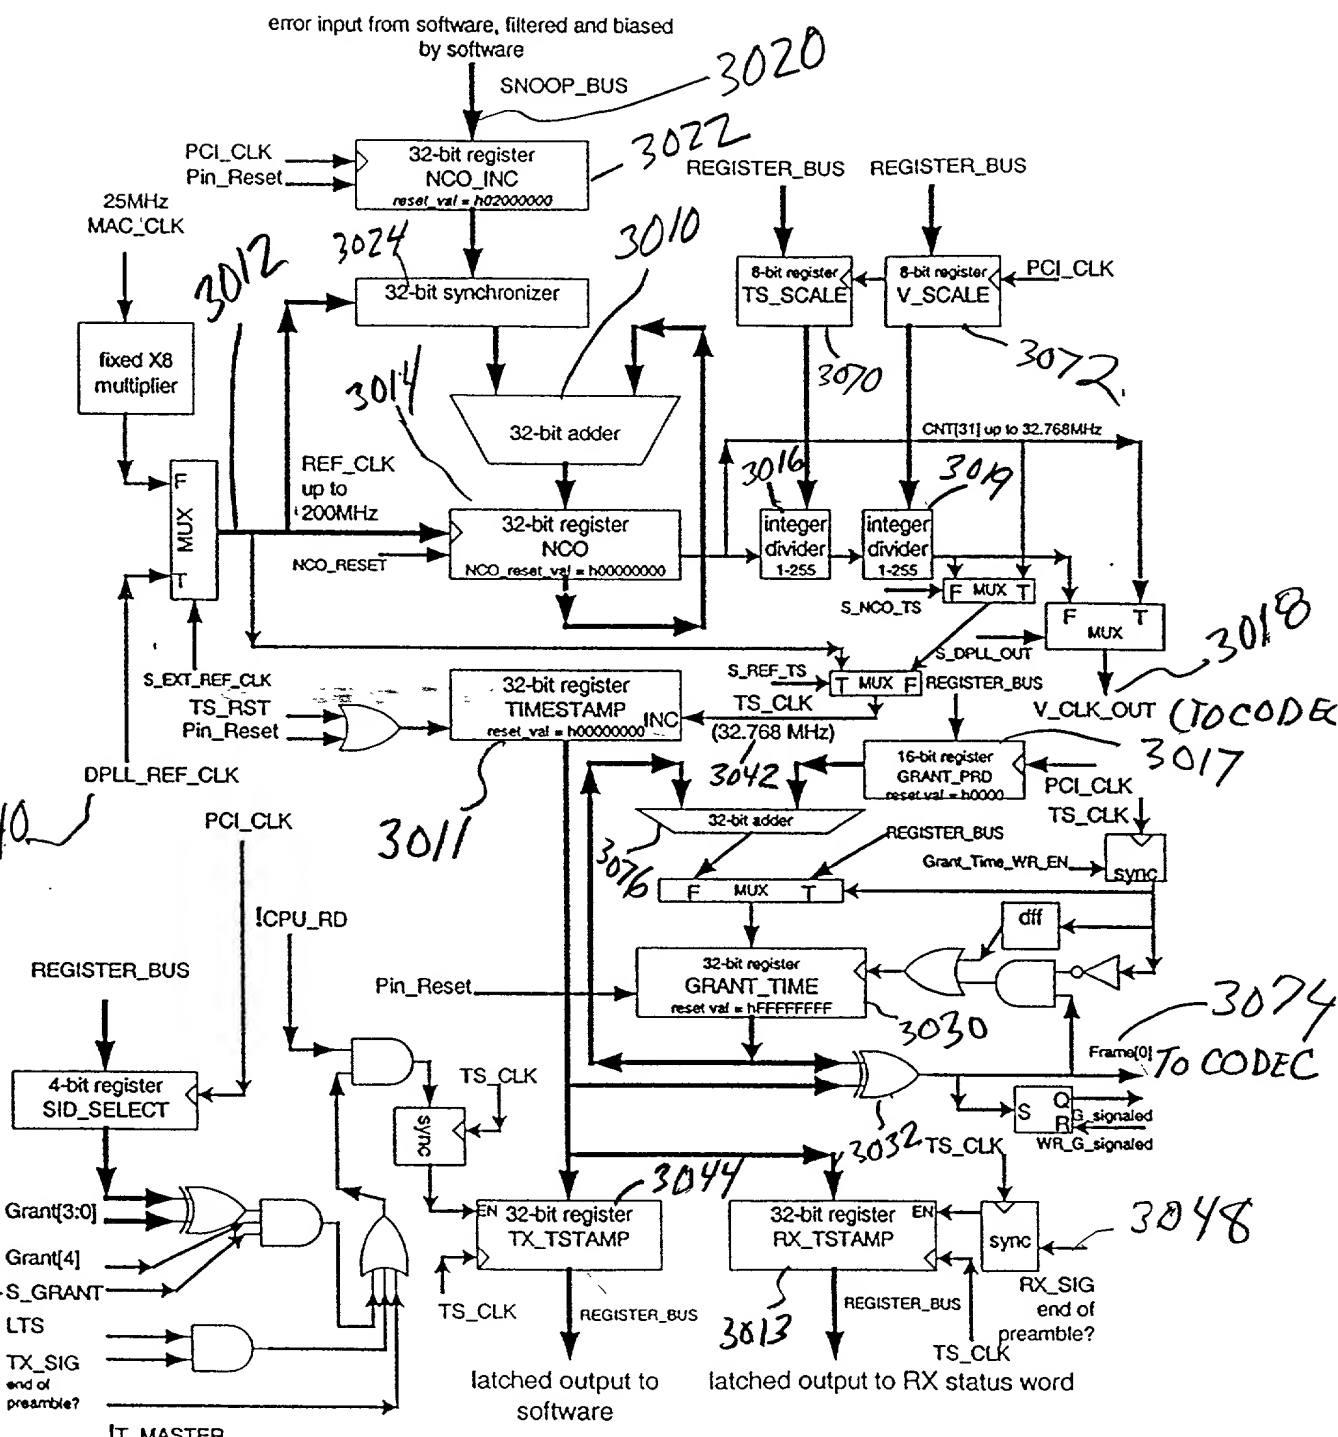 error input from software, filtered and biased
by software
SNOOP_BUS
3020
PCI_CLK
Pin_Reset
32-bit register
NCO_INC
reset_val = h02000000
3022
REGISTER_BUS
REGISTER_BUS
25MHz
MAC_CLK
3012
3024
32-bit synchronizer
3010
8-bit register
TS_SCALE
8-bit register
V_SCALE
PCI_CLK
3070
3072
fixed X8
multiplier
3014
32-bit adder
CNT[31] up to 32.768MHz
3016
3019
F
MUX
T
REF_CLK
up to
200MHz
NCO_RESET
32-bit register
NCO
NCO_reset_val = h00000000
integer
divider
1-255
integer
divider
1-255
S_NCO_TS
F MUX T
F T
MUX
S_DPLL_OUT
3018
S_EXT_REF_CLK
S_REF_TS
T MUX F
REGISTER_BUS
V_CLK_OUT
(TO CODEC
TS_RST
Pin_Reset
32-bit register
TIMESTAMP
INC
reset_val = h00000000
TS_CLK
(32.768 MHz)
3042
3011
16-bit register
GRANT_PRD
reset val = h0000
3017
PCI_CLK
DPLL_REF_CLK
10
PCI_CLK
32-bit adder
3076
REGISTER_BUS
TS_CLK
Grant_Time_WR_EN
sync
F MUX T
!CPU_RD
dff
REGISTER_BUS
Pin_Reset
32-bit register
GRANT_TIME
reset val = hFFFFFFFF
3030
3074
Frame[0]
TO CODEC
4-bit register
SID_SELECT
TS_CLK
sync
3032
S Q
R
G_signaled
WR_G_signaled
TS_CLK
3044
Grant[3:0]
Grant[4]
S_GRANT
LTS
TX_SIG
end of
preamble?
!T_MASTER
EN
32-bit register
TX_TSTAMP
TS_CLK
REGISTER_BUS
32-bit register
RX_TSTAMP
EN
sync
3048
RX_SIG
end of
preamble?
3013
REGISTER_BUS
TS_CLK
latched output to
software
latched output to RX status word